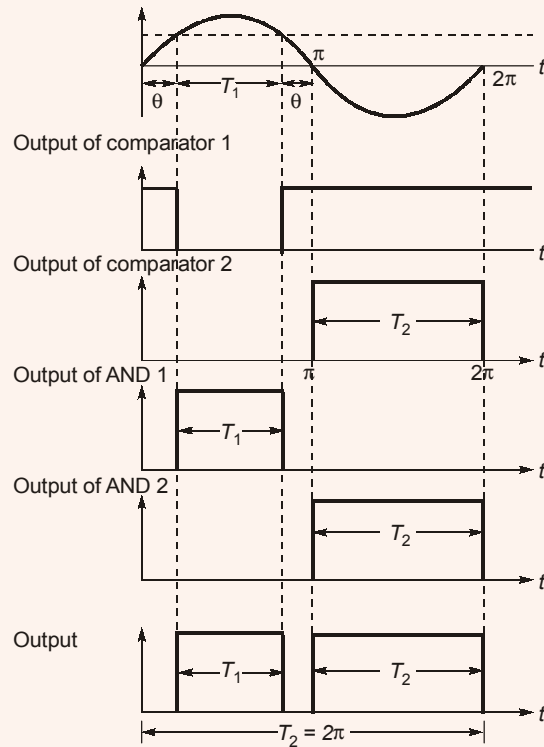 π
t
θ
T₁
θ
2π
Output of comparator 1
t
Output of comparator 2
T₂
π
2π
t
Output of AND 1
T₁
t
Output of AND 2
T₂
t
Output
T₁
T₂
t
T₂ = 2π